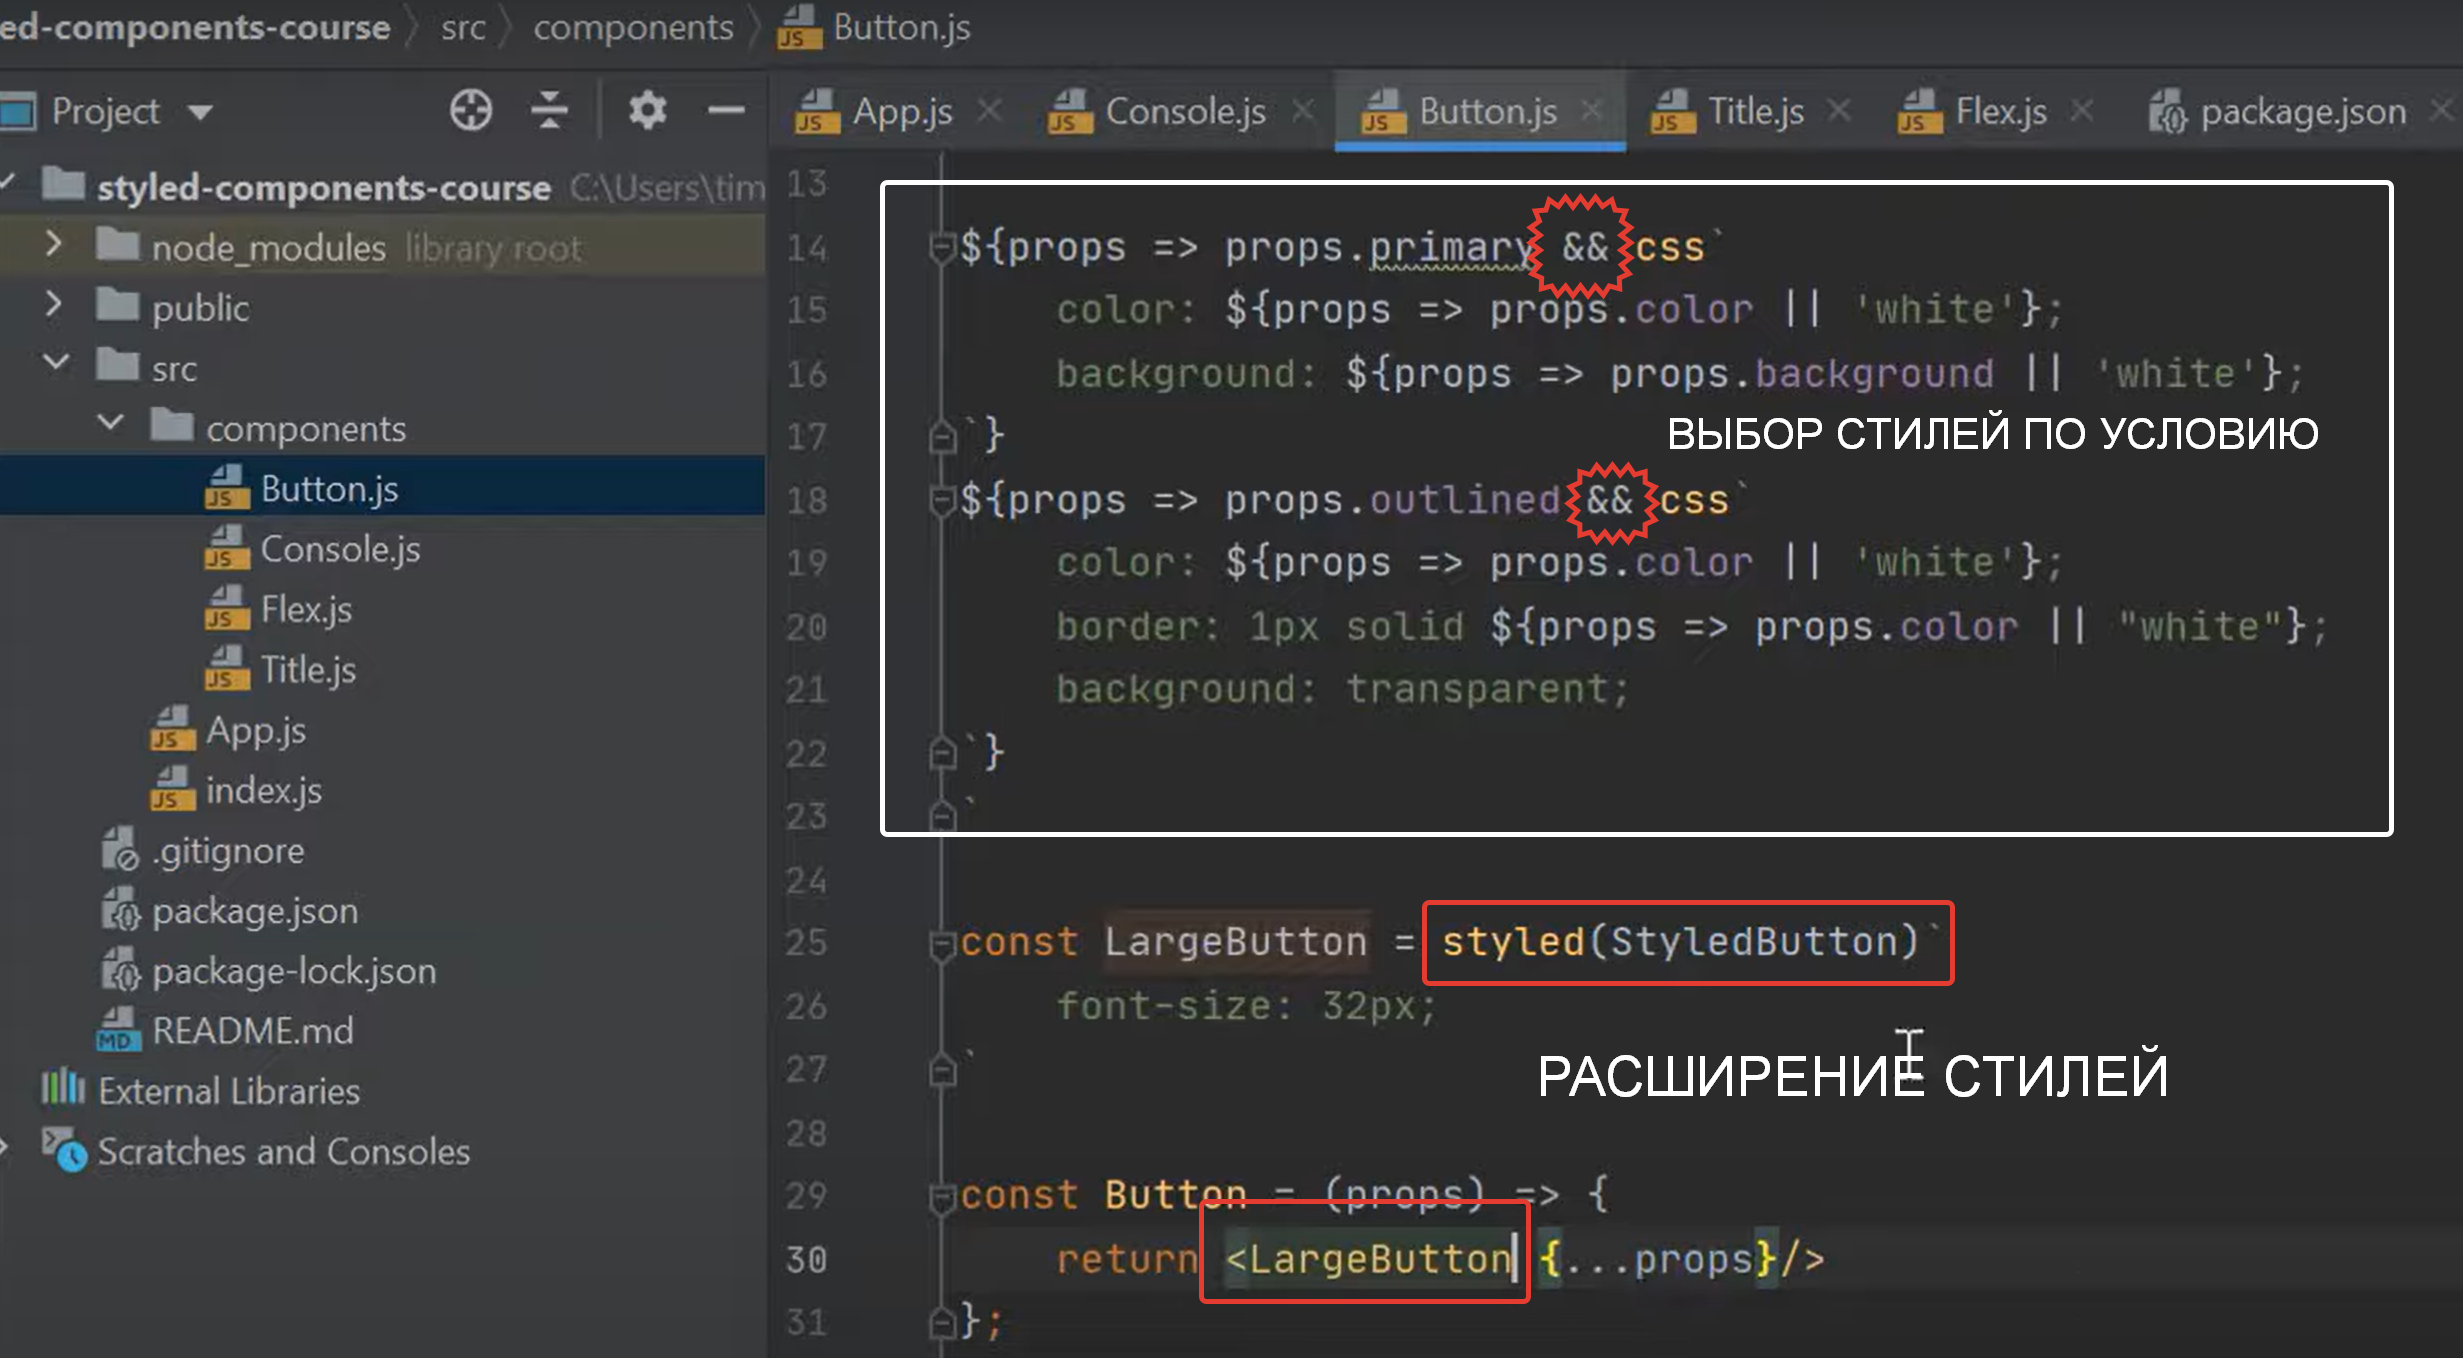 ed-components-course src components Button.js
Project
App.js Console.js Button.js Title.js Flex.js package.json
styled-components-course C:\Users\tim
node_modules library root
public
src
components
Button.js
Console.js
Flex.js
Title.js
App.js
index.js
.gitignore
package.json
package-lock.json
README.md
External Libraries
Scratches and Consoles
13
14 ${props => props.primary && css`
15 color: ${props => props.color || 'white'};
16 background: ${props => props.background || 'white'};
17 `}
ВЫБОР СТИЛЕЙ ПО УСЛОВИЮ
18 ${props => props.outlined && css`
19 color: ${props => props.color || 'white'};
20 border: 1px solid ${props => props.color || "white"};
21 background: transparent;
22 `}
23 `
24
25 const LargeButton = styled(StyledButton)`
26 font-size: 32px;
27 `
РАСШИРЕНИЕ СТИЛЕЙ
28
29 const Button = (props) => {
30 return <LargeButton {...props}/>
31 };